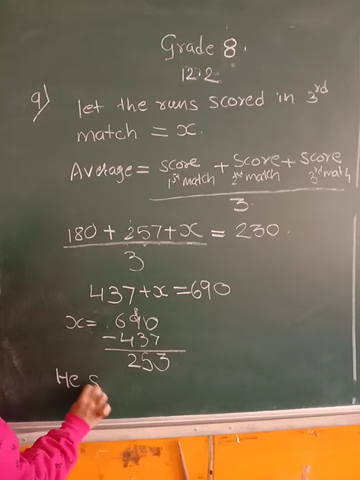 Grade 8.
12.2
9) let the runs scored in 3rd
match = x.
Average = score 1st match + score 2nd match + score 3rd mat
3
180 + 257 + x = 230.
3
437 + x = 690
x = 690
- 437
253
He s